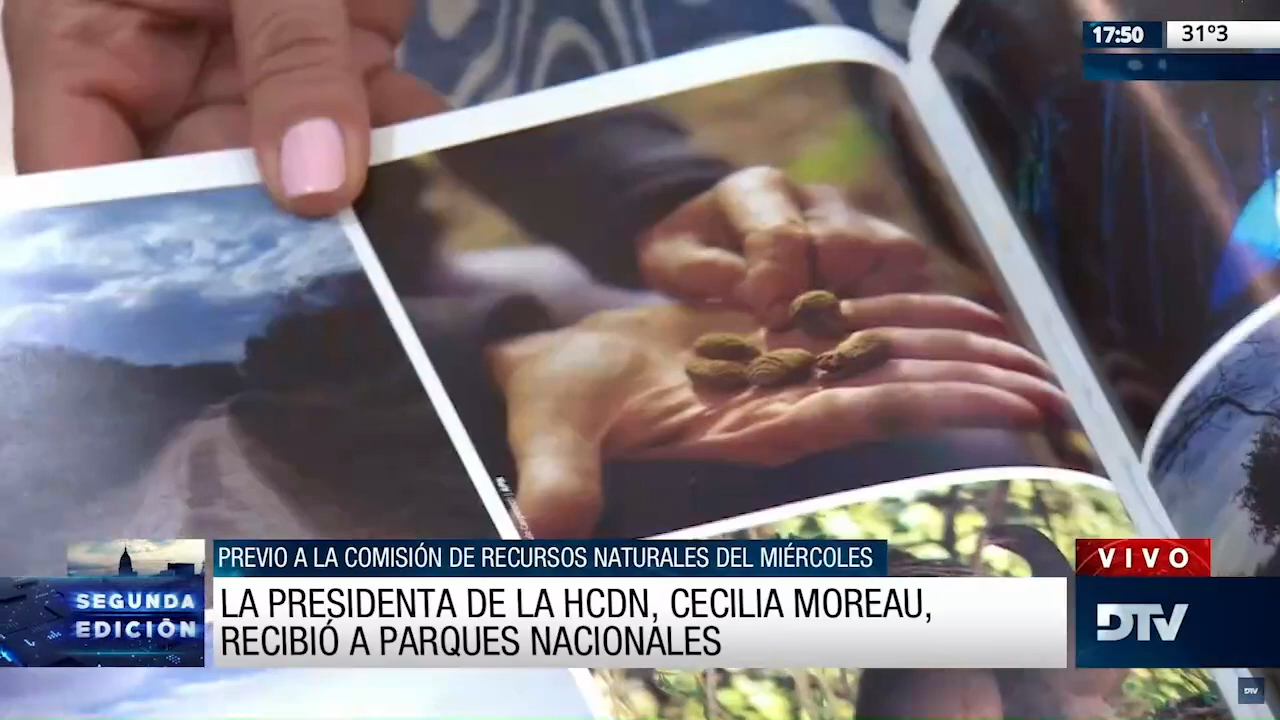 17:50
31°3
PREVIO A LA COMISIÓN DE RECURSOS NATURALES DEL MIÉRCOLES
VIVO
SEGUNDA
EDICIÓN
LA PRESIDENTA DE LA HCDN, CECILIA MOREAU,
RECIBIÓ A PARQUES NACIONALES
DTV
DTV